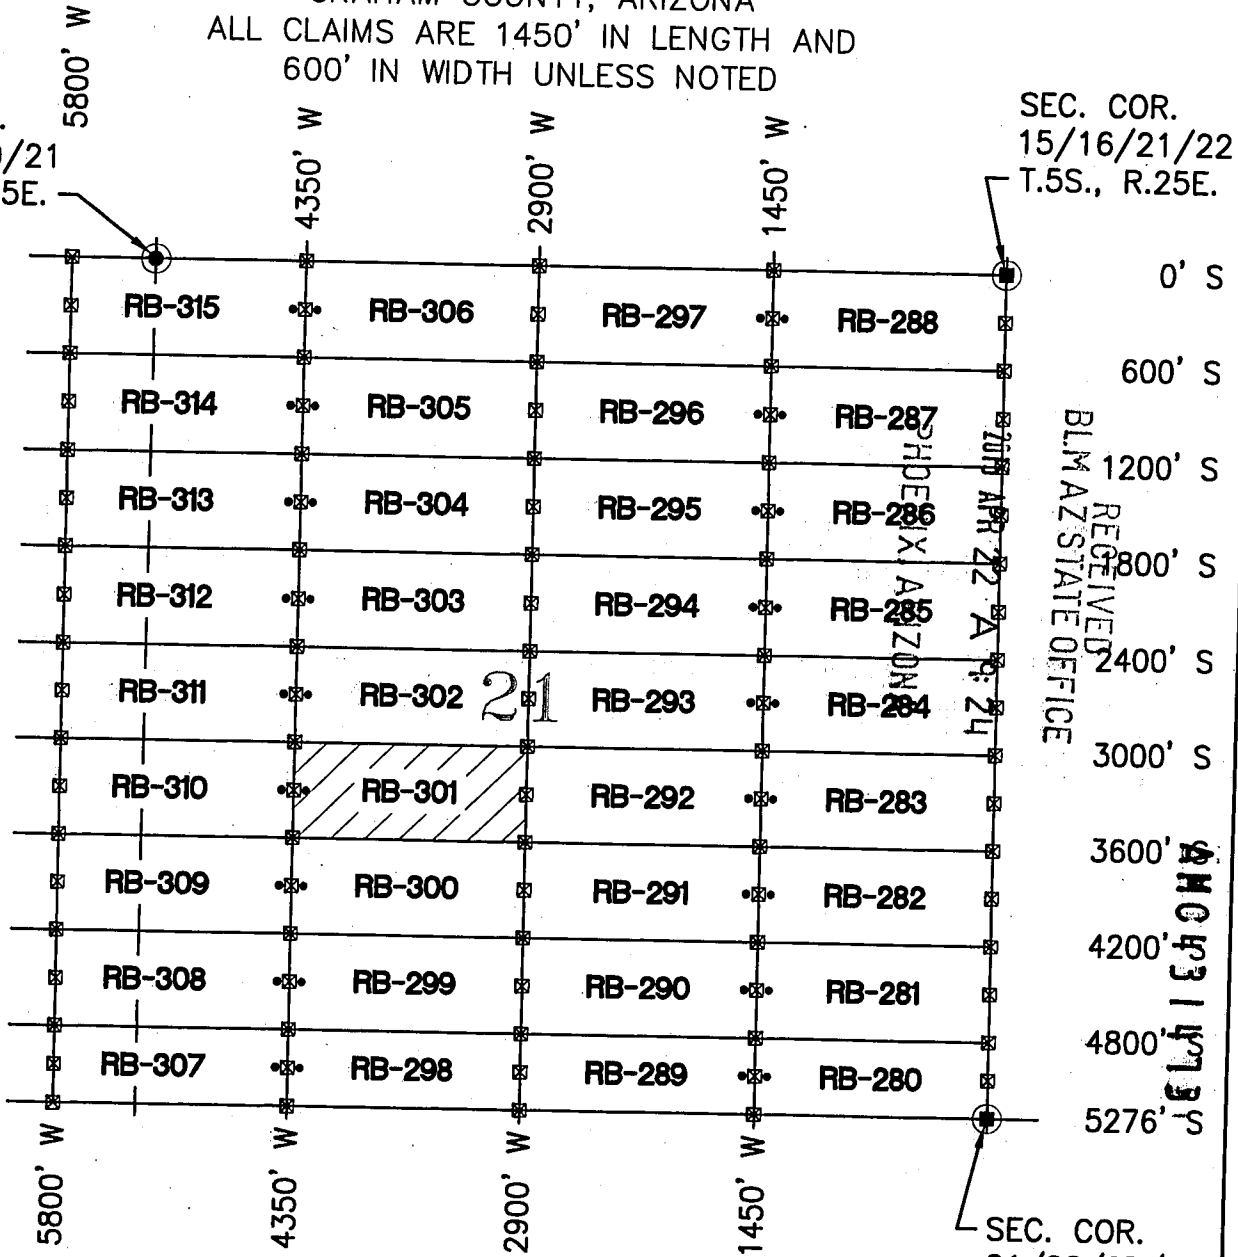 ALL CLAIMS ARE 1450' IN LENGTH AND
600' IN WIDTH UNLESS NOTED
5800' W
4350' W
2900' W
1450' W
/21
5E.
SEC. COR.
15/16/21/22
T.5S., R.25E.
0' S
RB-315 RB-306 RB-297 RB-288
600' S
RB-314 RB-305 RB-296 RB-287
1200' S
RB-313 RB-304 RB-295 RB-286
1800' S
RB-312 RB-303 RB-294 RB-285
2400' S
RB-311 RB-302 RB-293 RB-284
21
3000' S
RB-310 RB-301 RB-292 RB-283
3600' S
RB-309 RB-300 RB-291 RB-282
4200' S
RB-308 RB-299 RB-290 RB-281
4800' S
RB-307 RB-298 RB-289 RB-280
5276' S
RECEIVED
BLM AZ STATE OFFICE
APR 22 A 9:24
PHOENIX, ARIZONA
5800' W
4350' W
2900' W
1450' W
SEC. COR.